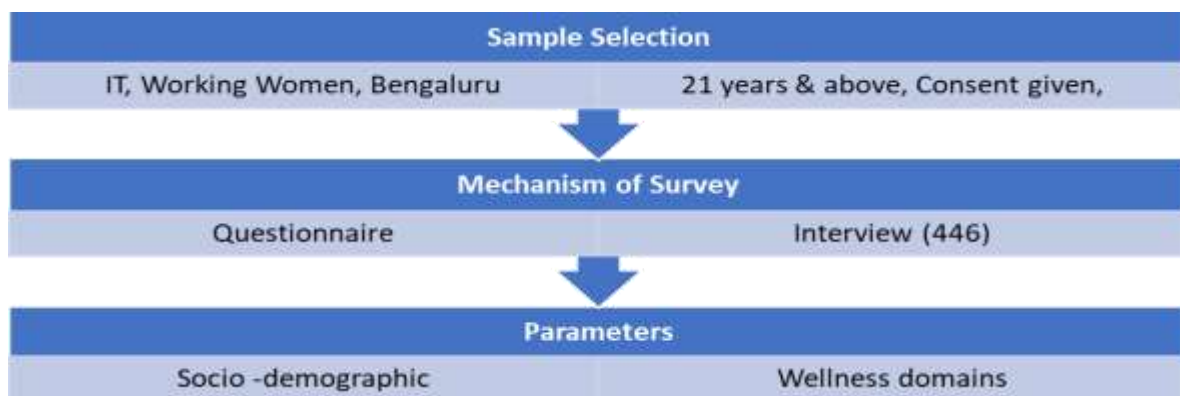 Sample Selection
IT, Working Women, Bengaluru
21 years & above, Consent given,
Mechanism of Survey
Questionnaire
Interview (446)
Parameters
Socio -demographic
Wellness domains